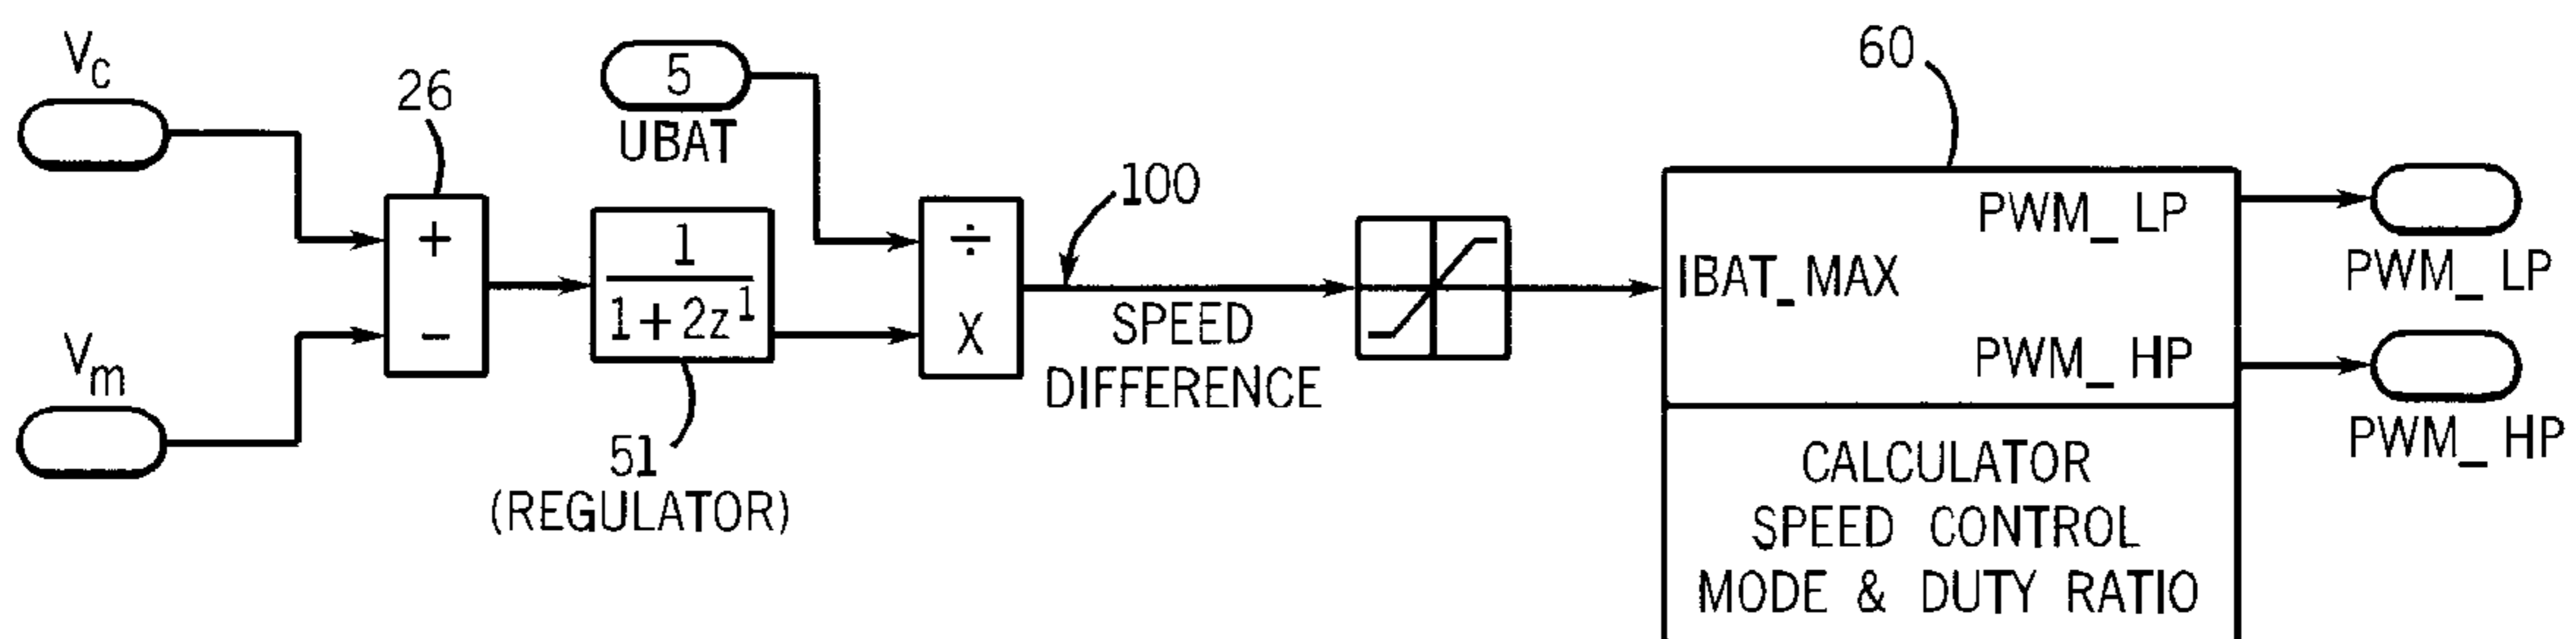 Vc
26
5
UBAT
60
100
+
-
1
1+2z1
÷
X
SPEED
DIFFERENCE
IBAT_MAX
PWM_ LP
PWM_ HP
PWM_ LP
PWM_ HP
Vm
51
(REGULATOR)
CALCULATOR
SPEED CONTROL
MODE & DUTY RATIO